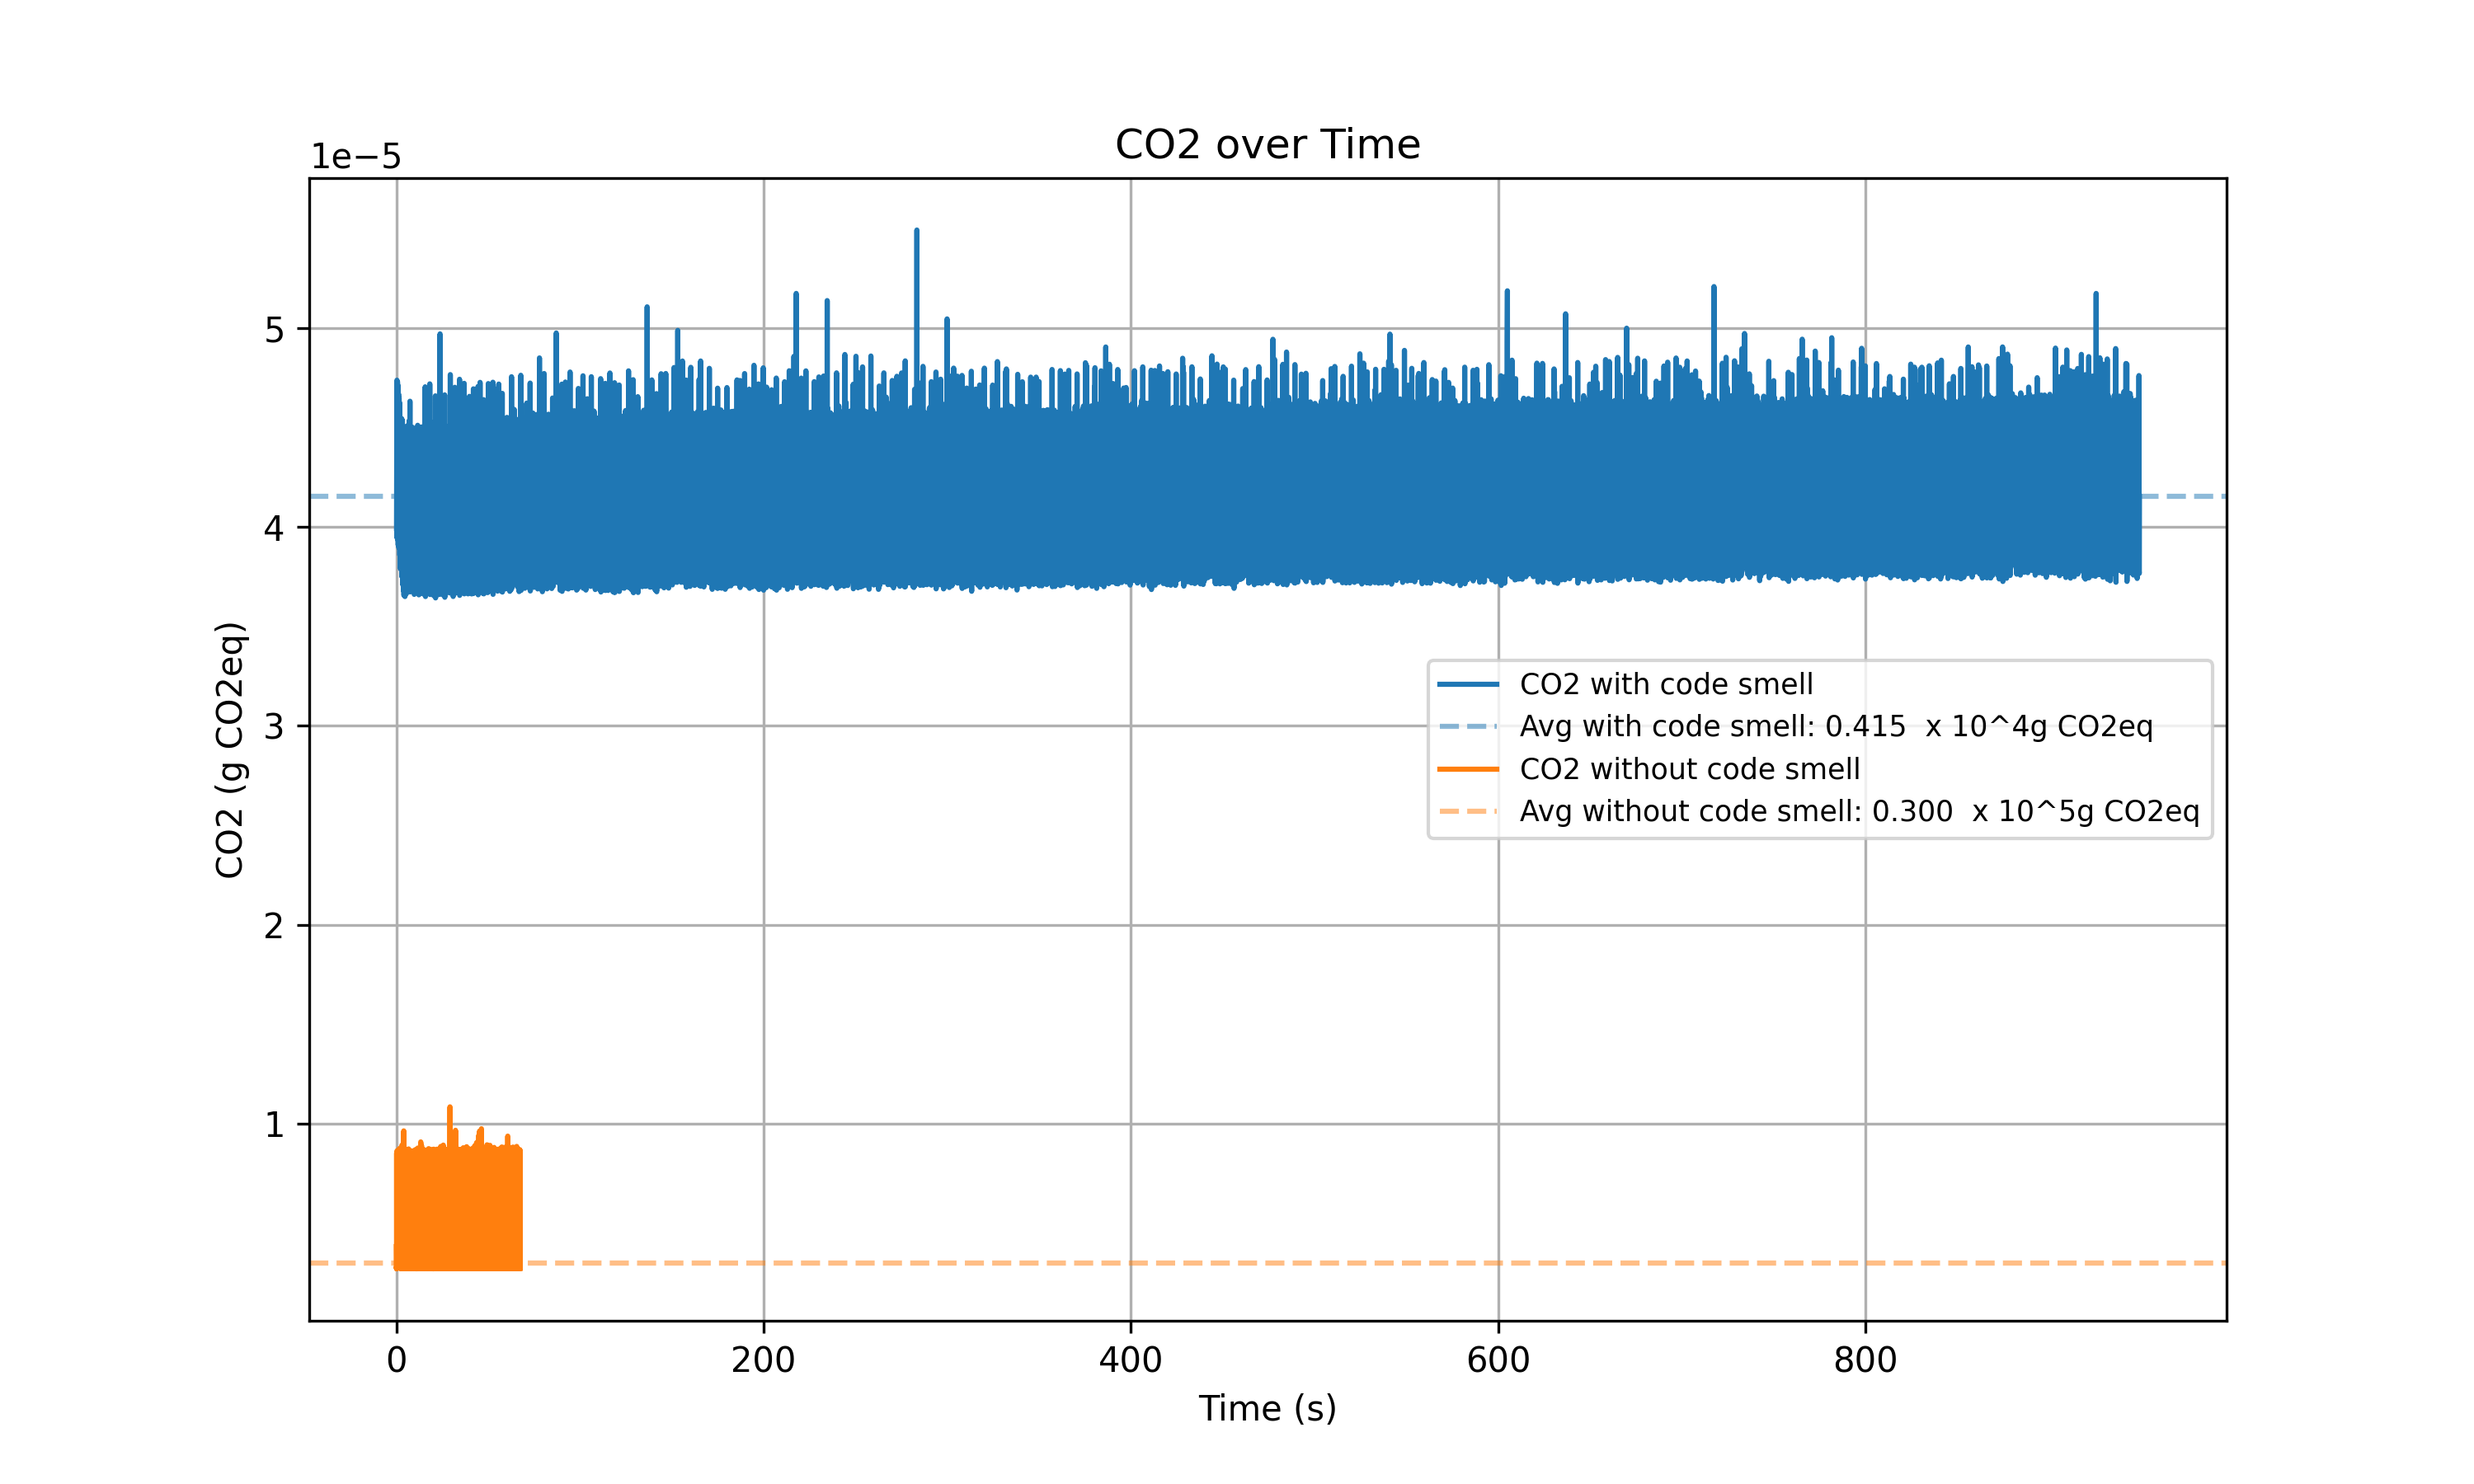 CO2 over Time
1e−5
5
4
3
2
1
CO2 (g CO2eq)
CO2 with code smell
Avg with code smell: 0.415  x 10^4g CO2eq
CO2 without code smell
Avg without code smell: 0.300  x 10^5g CO2eq
0 200 400 600 800
Time (s)